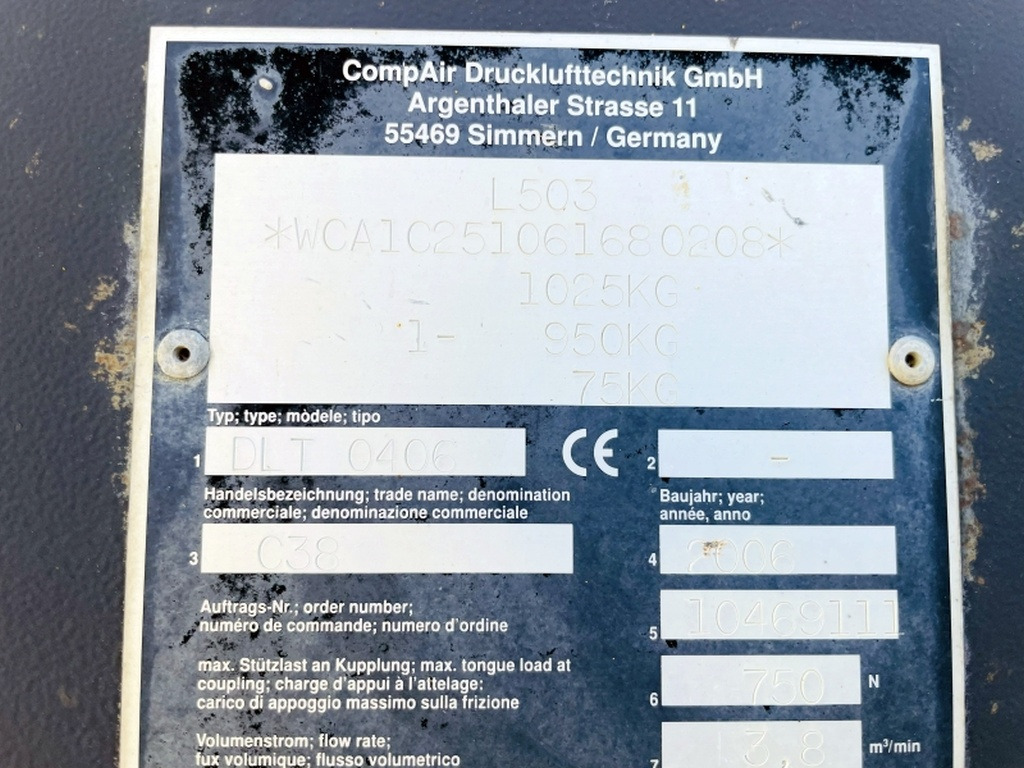 CompAir Drucklufttechnik GmbH
Argenthaler Strasse 11
55469 Simmern / Germany
L503
*WCA1C251061680208*
1025KG
1- 950KG
75KG
Typ; type; modele; tipo
1 DLT 0406 CE 2 -
Handelsbezeichnung; trade name; denomination
commerciale; denominazione commerciale
3 C38
Baujahr; year;
année, anno
4 2006
Auftrags-Nr.; order number;
numéro de commande; numero d'ordine
5 10469111
max. Stützlast an Kupplung; max. tongue load at
coupling; charge d'appui à l'attelage:
carico di appoggio massimo sulla frizione
6 750 N
Volumenstrom; flow rate;
fux volumique; flusso volumetrico
7 3,8 m³/min